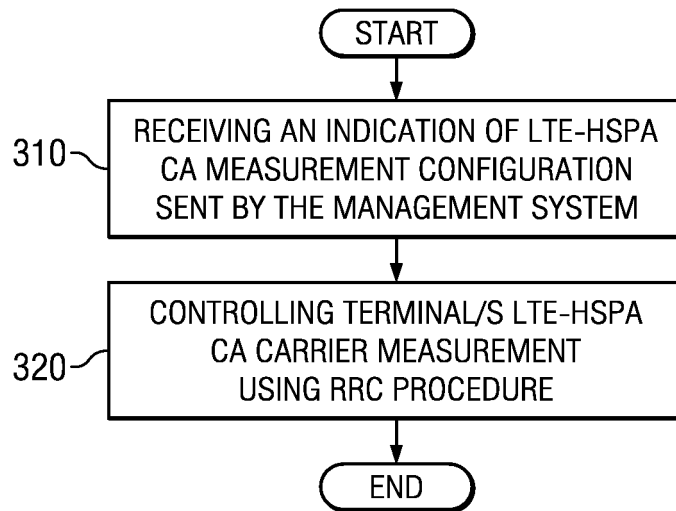 START
310
RECEIVING AN INDICATION OF LTE-HSPA
CA MEASUREMENT CONFIGURATION
SENT BY THE MANAGEMENT SYSTEM
320
CONTROLLING TERMINAL/S LTE-HSPA
CA CARRIER MEASUREMENT
USING RRC PROCEDURE
END